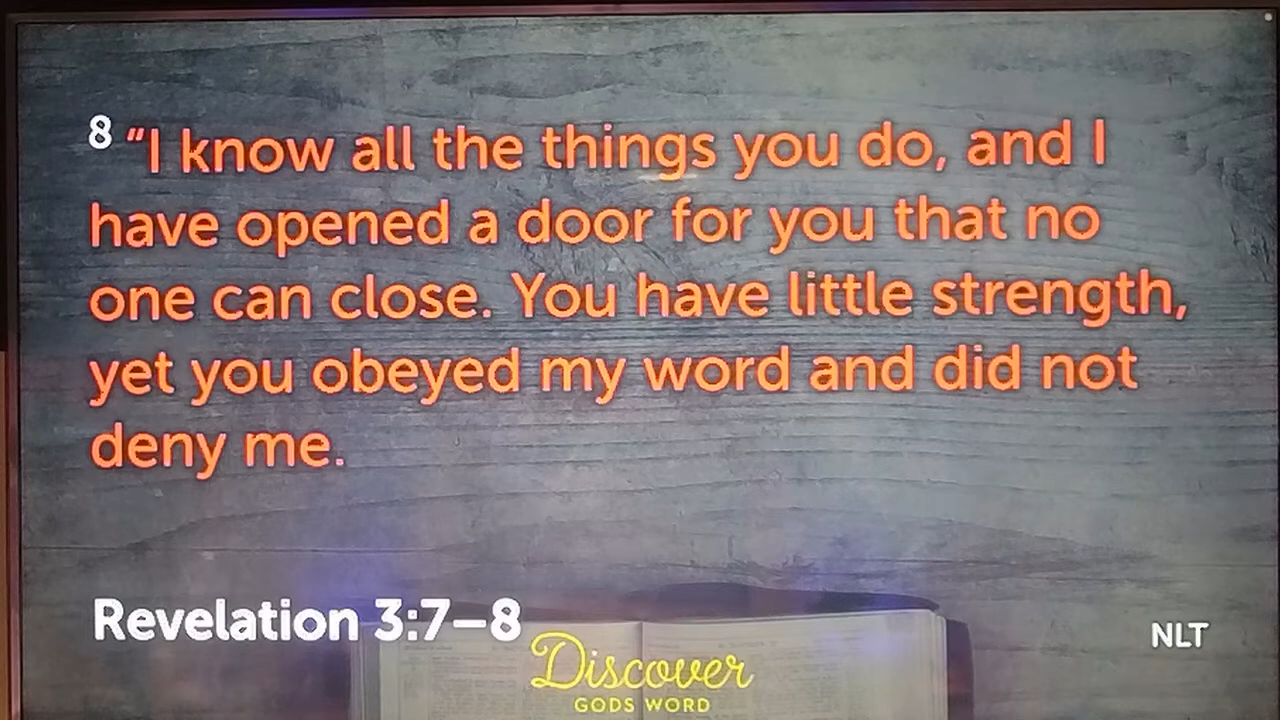 8 “I know all the things you do, and I
have opened a door for you that no
one can close. You have little strength,
yet you obeyed my word and did not
deny me.
Revelation 3:7–8
NLT
Discover
GODS WORD